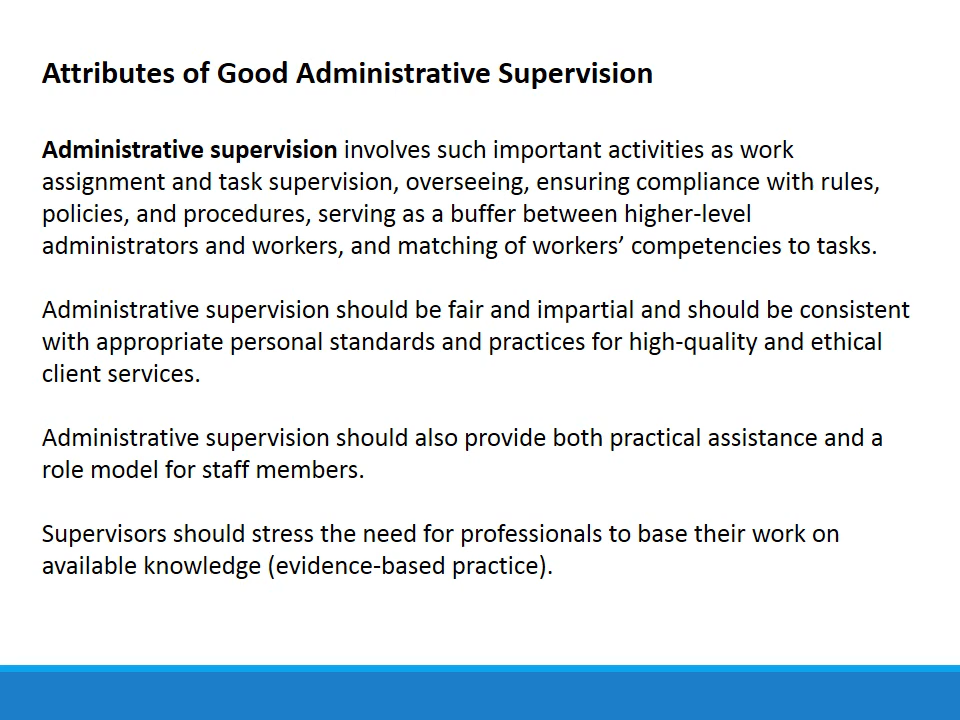 Attributes of Good Administrative Supervision
Administrative supervision involves such important activities as work
assignment and task supervision, overseeing, ensuring compliance with rules,
policies, and procedures, serving as a buffer between higher-level
administrators and workers, and matching of workers’ competencies to tasks.
Administrative supervision should be fair and impartial and should be consistent
with appropriate personal standards and practices for high-quality and ethical
client services.
Administrative supervision should also provide both practical assistance and a
role model for staff members.
Supervisors should stress the need for professionals to base their work on
available knowledge (evidence-based practice).